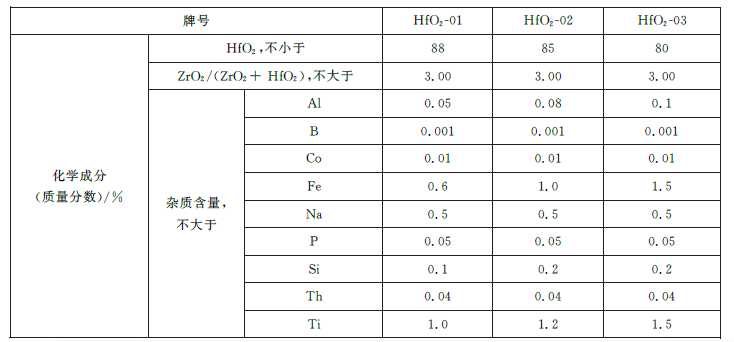 牌号 HfO₂-01 HfO₂-02 HfO₂-03
化学成分
(质量分数)/%
HfO₂,不小于 88 85 80
ZrO₂/(ZrO₂+ HfO₂),不大于 3.00 3.00 3.00
杂质含量,
不大于
Al 0.05 0.08 0.1
B 0.001 0.001 0.001
Co 0.01 0.01 0.01
Fe 0.6 1.0 1.5
Na 0.5 0.5 0.5
P 0.05 0.05 0.05
Si 0.1 0.2 0.2
Th 0.04 0.04 0.04
Ti 1.0 1.2 1.5